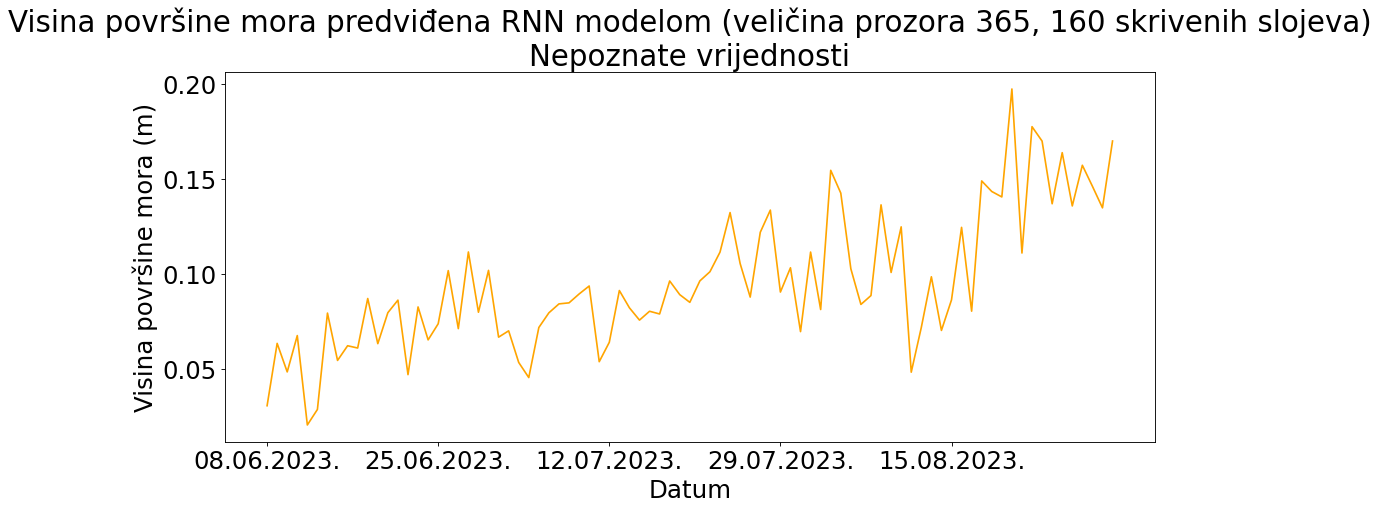 Visina površine mora predviđena RNN modelom (veličina prozora 365, 160 skrivenih slojeva)
Nepoznate vrijednosti
Visina površine mora (m)
0.20
0.15
0.10
0.05
08.06.2023. 25.06.2023. 12.07.2023. 29.07.2023. 15.08.2023.
Datum